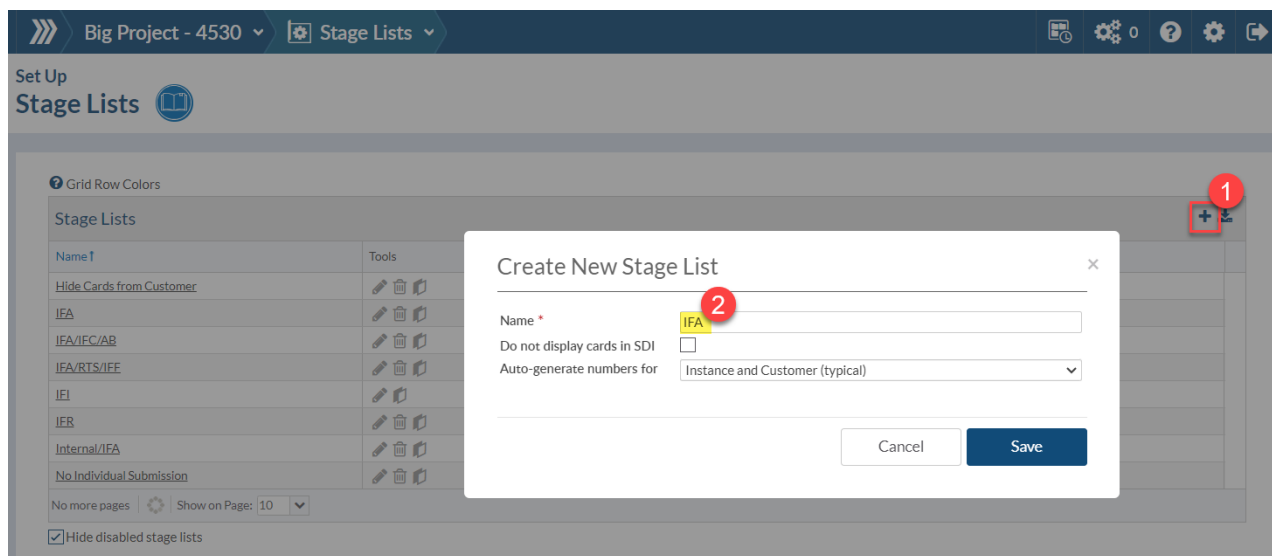 Big Project - 4530 Stage Lists 0
Set Up
Stage Lists
Grid Row Colors
1
Stage Lists
Name Tools
Hide Cards from Customer
IFA
IFA/IFC/AB
IFA/RTS/IFF
IFI
IFR
Internal/IFA
No Individual Submission
No more pages Show on Page: 10
Hide disabled stage lists
Create New Stage List
2
Name * IFA
Do not display cards in SDI
Auto-generate numbers for Instance and Customer (typical)
Cancel Save